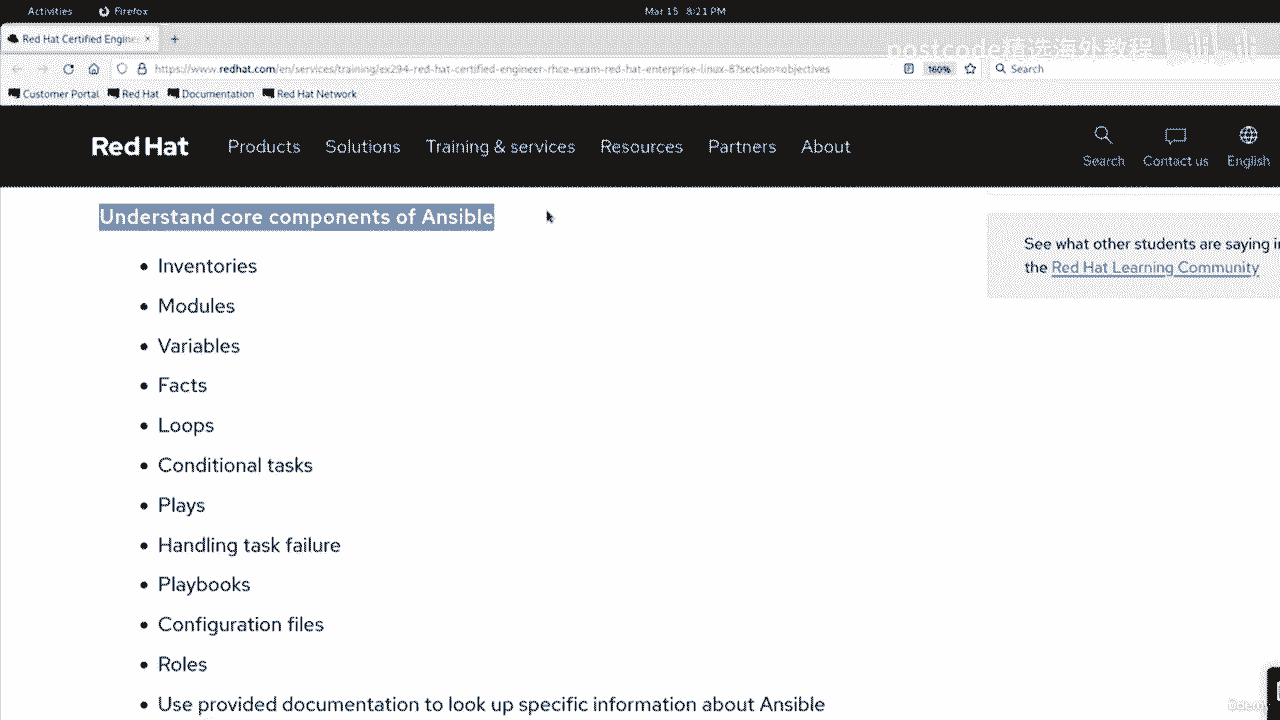 Activities Firefox Mar 15 8:21 PM
Red Hat Certified Engine
postcode精选海外教程
https://www.redhat.com/en/services/training/ex294-red-hat-certified-engineer-rhce-exam-red-hat-enterprise-linux-8?section=objectives 160% Search
Customer Portal Red Hat Documentation Red Hat Network
Red Hat Products Solutions Training & services Resources Partners About Search Contact us English
Understand core components of Ansible
See what other students are saying in
the Red Hat Learning Community
Inventories
Modules
Variables
Facts
Loops
Conditional tasks
Plays
Handling task failure
Playbooks
Configuration files
Roles
Use provided documentation to look up specific information about Ansible